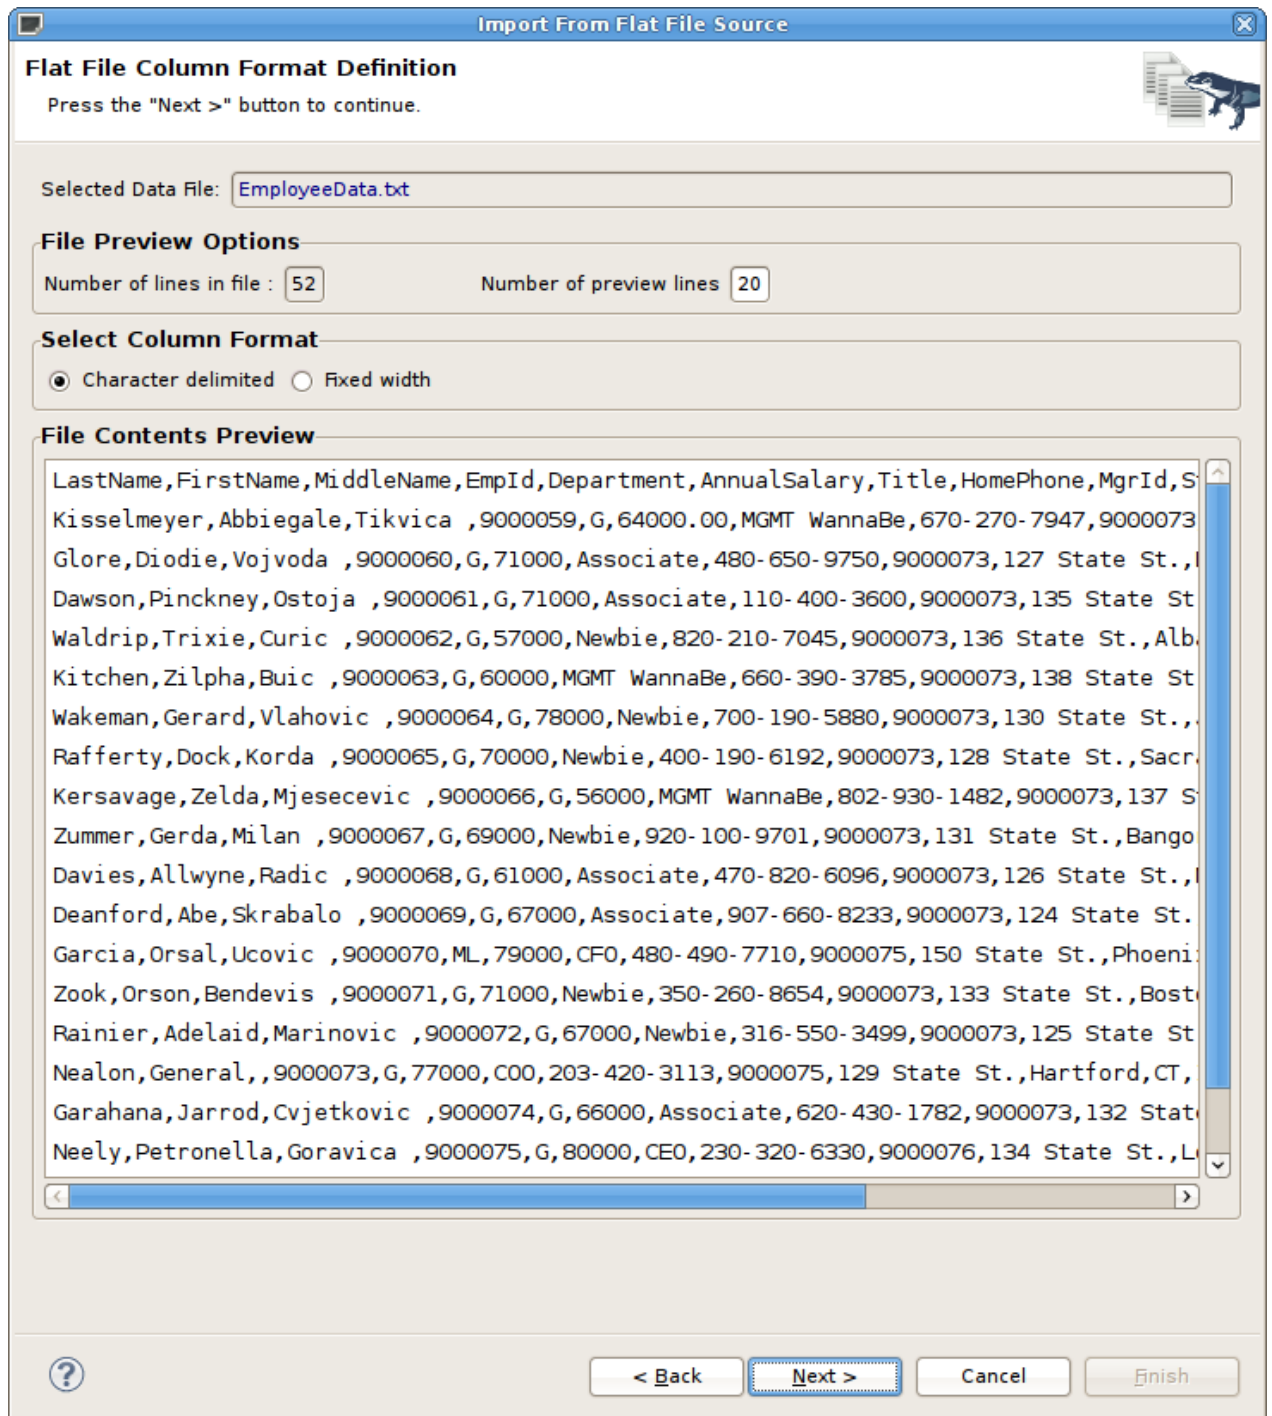 Import From Flat File Source
Flat File Column Format Definition
Press the "Next >" button to continue.
Selected Data File: EmployeeData.txt
File Preview Options
Number of lines in file : 52 Number of preview lines 20
Select Column Format
Character delimited Fixed width
File Contents Preview
LastName,FirstName,MiddleName,EmpId,Department,AnnualSalary,Title,HomePhone,MgrId,S
Kisselmeyer,Abbiegale,Tikvica ,9000059,G,64000.00,MGMT WannaBe,670-270-7947,9000073
Glore,Diodie,Vojvoda ,9000060,G,71000,Associate,480-650-9750,9000073,127 State St.,
Dawson,Pinckney,Ostoja ,9000061,G,71000,Associate,110-400-3600,9000073,135 State St
Waldrip,Trixie,Curic ,9000062,G,57000,Newbie,820-210-7045,9000073,136 State St.,Alb
Kitchen,Zilpha,Buic ,9000063,G,60000,MGMT WannaBe,660-390-3785,9000073,138 State St
Wakeman,Gerard,Vlahovic ,9000064,G,78000,Newbie,700-190-5880,9000073,130 State St.,
Rafferty,Dock,Korda ,9000065,G,70000,Newbie,400-190-6192,9000073,128 State St.,Sacr
Kersavage,Zelda,Mjesecevic ,9000066,G,56000,MGMT WannaBe,802-930-1482,9000073,137 S
Zummer,Gerda,Milan ,9000067,G,69000,Newbie,920-100-9701,9000073,131 State St.,Bango
Davies,Allwyne,Radic ,9000068,G,61000,Associate,470-820-6096,9000073,126 State St.,
Deanford,Abe,Skrabalo ,9000069,G,67000,Associate,907-660-8233,9000073,124 State St.
Garcia,Orsal,Ucovic ,9000070,ML,79000,CFO,480-490-7710,9000075,150 State St.,Phoeni
Zook,Orson,Bendevis ,9000071,G,71000,Newbie,350-260-8654,9000073,133 State St.,Bost
Rainier,Adelaid,Marinovic ,9000072,G,67000,Newbie,316-550-3499,9000073,125 State St
Nealon,General,,9000073,G,77000,COO,203-420-3113,9000075,129 State St.,Hartford,CT,
Garahana,Jarrod,Cvjetkovic ,9000074,G,66000,Associate,620-430-1782,9000073,132 Stat
Neely,Petronella,Goravica ,9000075,G,80000,CEO,230-320-6330,9000076,134 State St.,L
< Back Next > Cancel Finish